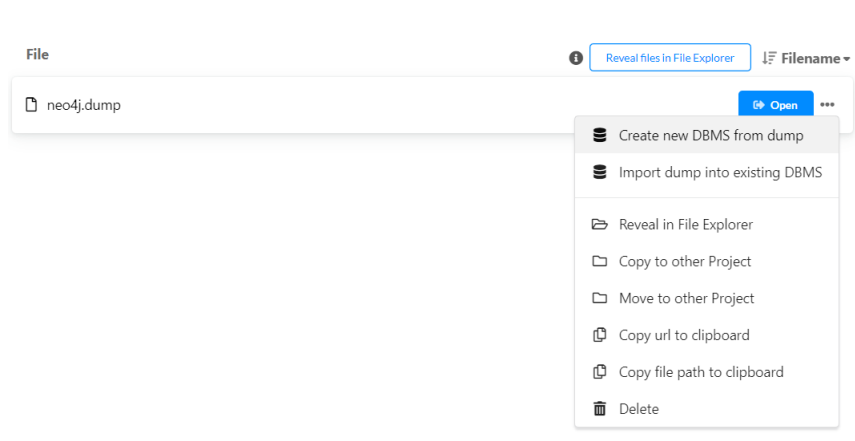 File
Reveal files in File Explorer
Filename
neo4j.dump
Open
Create new DBMS from dump
Import dump into existing DBMS
Reveal in File Explorer
Copy to other Project
Move to other Project
Copy url to clipboard
Copy file path to clipboard
Delete